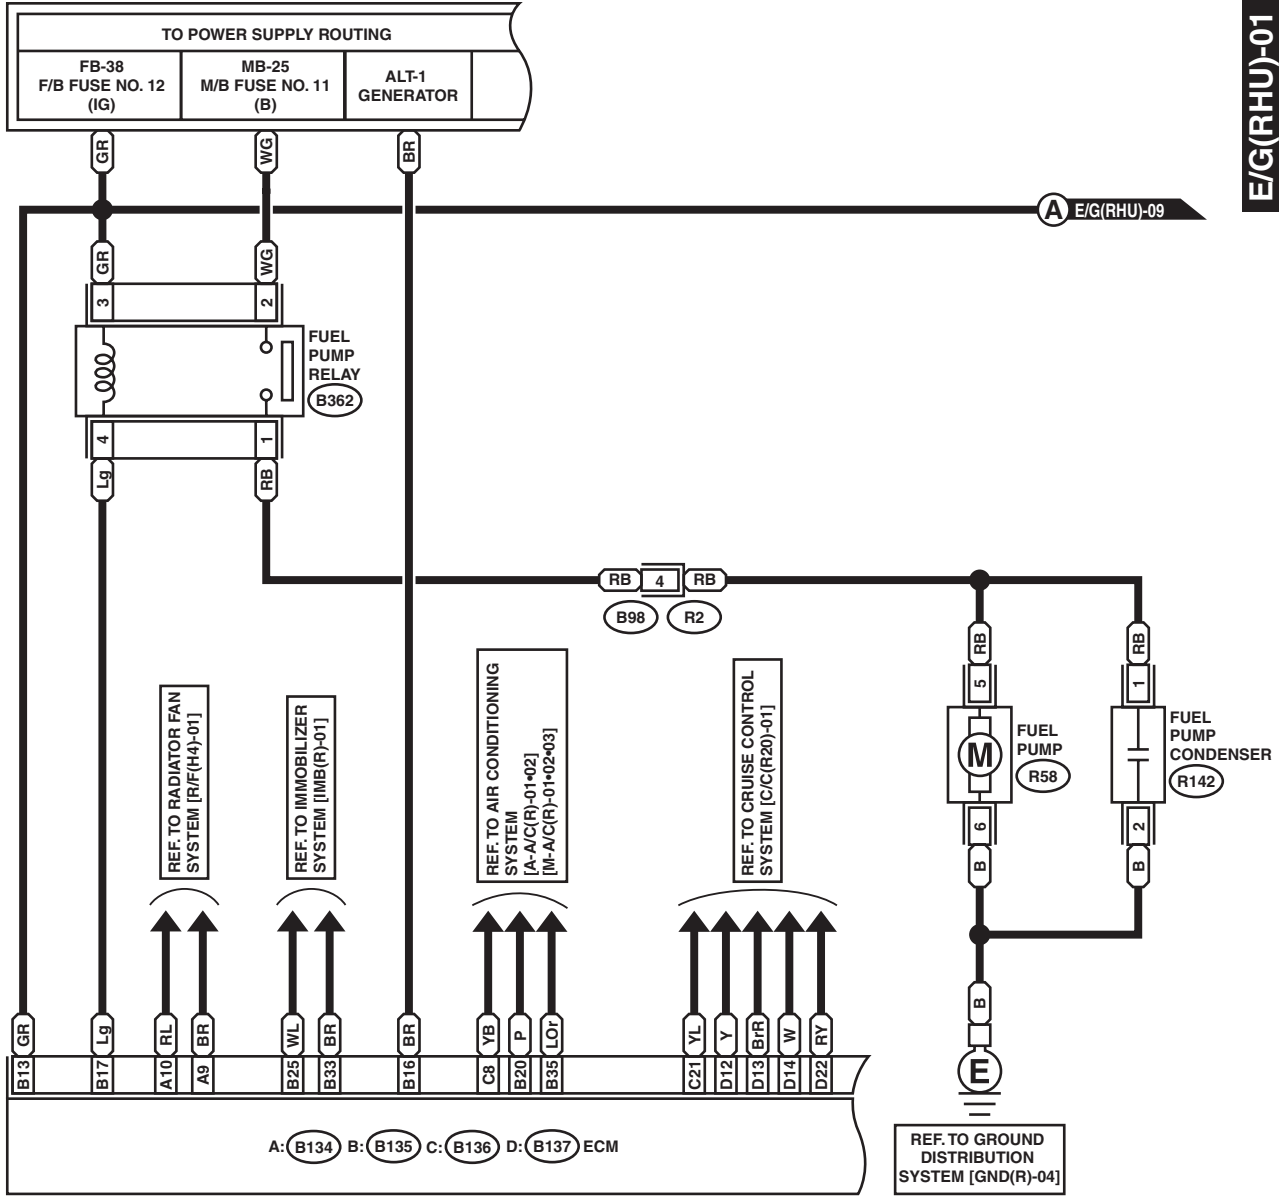 E/G(RHU)-01
TO POWER SUPPLY ROUTING
FB-38
F/B FUSE NO. 12
(IG)
MB-25
M/B FUSE NO. 11
(B)
ALT-1
GENERATOR
GR
WG
BR
A
E/G(RHU)-09
GR
WG
3
2
FUEL
PUMP
RELAY
B362
4
1
Lg
RB
RB
4
RB
B98
R2
RB
RB
5
1
M
FUEL
PUMP
R58
FUEL
PUMP
CONDENSER
R142
6
2
B
B
REF. TO RADIATOR FAN
SYSTEM [R/F(H4)-01]
REF. TO IMMOBILIZER
SYSTEM [IMB(R)-01]
REF. TO AIR CONDITIONING
SYSTEM
[A-A/C(R)-01•02]
[M-A/C(R)-01•02•03]
REF. TO CRUISE CONTROL
SYSTEM [C/C(R20)-01]
B
E
GR
Lg
RL
BR
WL
BR
BR
YB
P
LOr
YL
Y
BrR
W
RY
B13
B17
A10
A9
B25
B33
B16
C8
B20
B35
C21
D12
D13
D14
D22
A: B134 B: B135 C: B136 D: B137 ECM
REF. TO GROUND
DISTRIBUTION
SYSTEM [GND(R)-04]